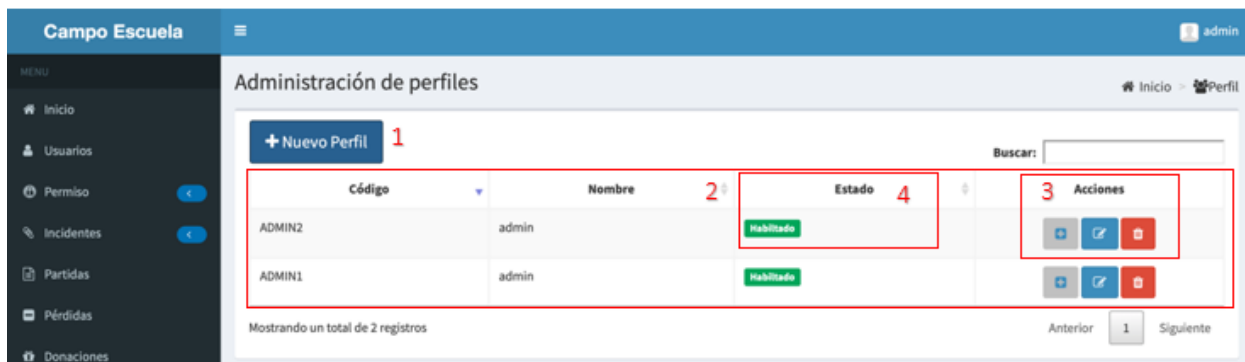 Campo Escuela
admin
MENU
Administración de perfiles
Inicio > Perfil
Inicio
Usuarios
Permiso
Incidentes
Partidas
Pérdidas
Donaciones
+ Nuevo Perfil 1
Buscar:
Código Nombre 2 Estado 4 3 Acciones
ADMIN2 admin Habilitado
ADMIN1 admin Habilitado
Mostrando un total de 2 registros
Anterior 1 Siguiente